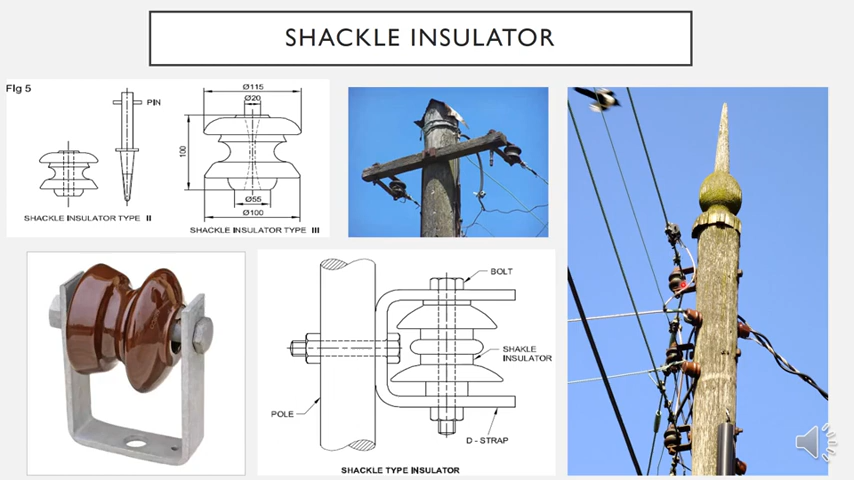 SHACKLE INSULATOR
FIg 5
PIN
SHACKLE INSULATOR TYPE II
Ø115
Ø20
100
Ø55
Ø100
SHACKLE INSULATOR TYPE III
BOLT
SHAKLE
INSULATOR
POLE
D - STRAP
SHACKLE TYPE INSULATOR